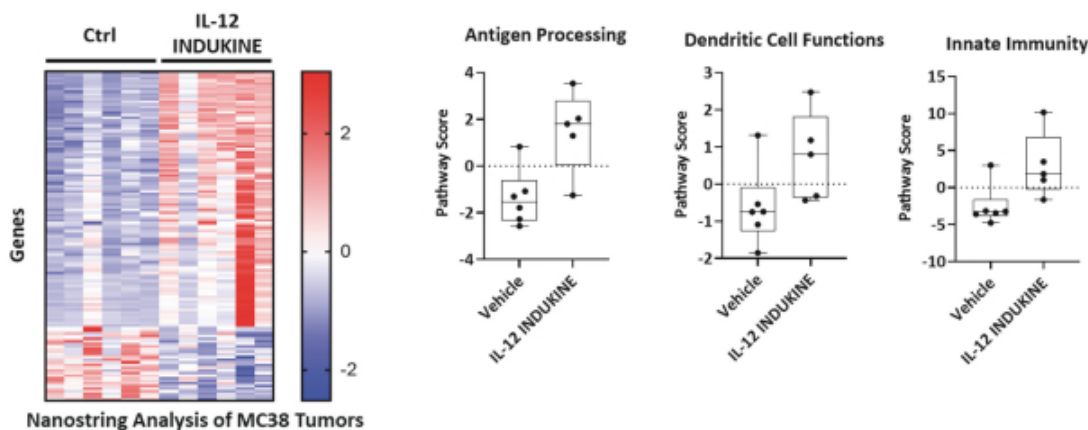 Ctrl
IL-12
INDUKINE
Genes
2
0
-2
Nanostring Analysis of MC38 Tumors
Antigen Processing
Pathway Score
4
2
0
-2
-4
Vehicle
IL-12 INDUKINE
Dendritic Cell Functions
Pathway Score
3
2
1
0
-1
-2
Vehicle
IL-12 INDUKINE
Innate Immunity
Pathway Score
15
10
5
0
-5
-10
Vehicle
IL-12 INDUKINE